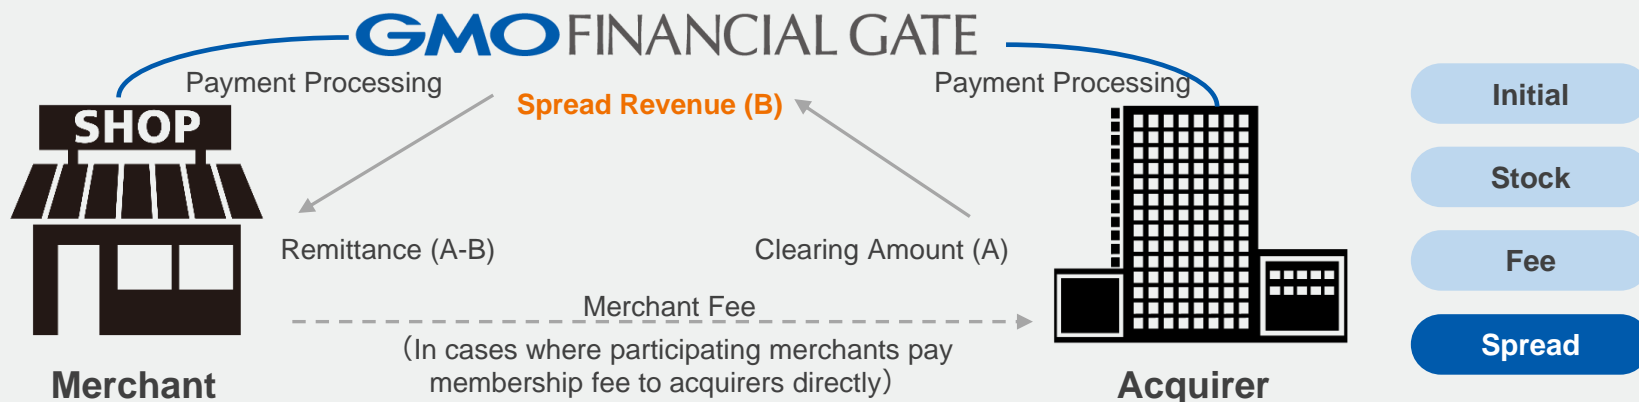 GMO FINANCIAL GATE
Payment Processing
Payment Processing
Spread Revenue (B)
SHOP
Remittance (A-B)
Clearing Amount (A)
Merchant Fee
（In cases where participating merchants pay
membership fee to acquirers directly）
Merchant
Acquirer
Initial
Stock
Fee
Spread